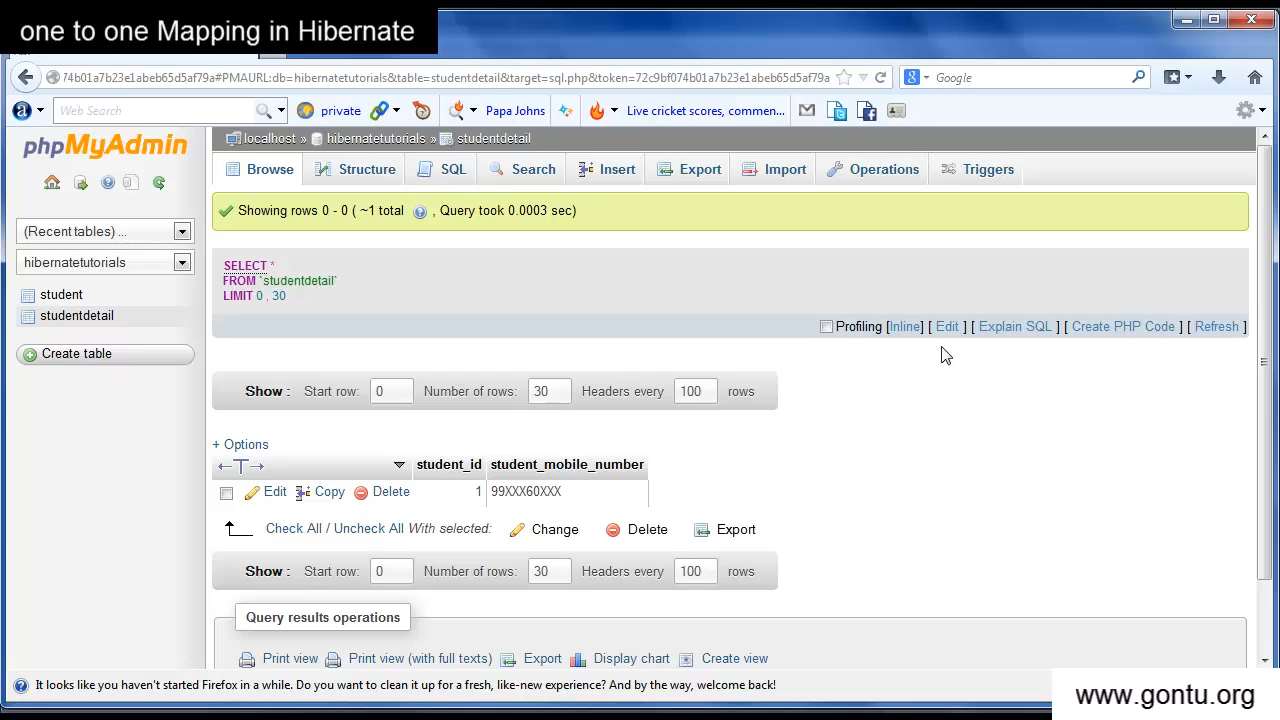 one to one Mapping in Hibernate
74b01a7b23e1abeb65d5af79a#PMAURL:db=hibernatetutorials&table=studentdetail&target=sql.php&token=72c9bf074b01a7b23e1abeb65d5af79a
Google
Web Search
private
Papa Johns
Live cricket scores, commen...
phpMyAdmin
localhost » hibernatetutorials » studentdetail
Browse Structure SQL Search Insert Export Import Operations Triggers
Showing rows 0 - 0 ( ~1 total , Query took 0.0003 sec)
(Recent tables) ...
hibernatetutorials
student
studentdetail
Create table
SELECT *
FROM `studentdetail`
LIMIT 0 , 30
Profiling [Inline] [ Edit ] [ Explain SQL ] [ Create PHP Code ] [ Refresh ]
Show : Start row: 0 Number of rows: 30 Headers every 100 rows
+ Options
←T→ student_id student_mobile_number
Edit Copy Delete 1 99XXX60XXX
Check All / Uncheck All With selected: Change Delete Export
Show : Start row: 0 Number of rows: 30 Headers every 100 rows
Query results operations
Print view Print view (with full texts) Export Display chart Create view
It looks like you haven't started Firefox in a while. Do you want to clean it up for a fresh, like-new experience? And by the way, welcome back!
www.gontu.org